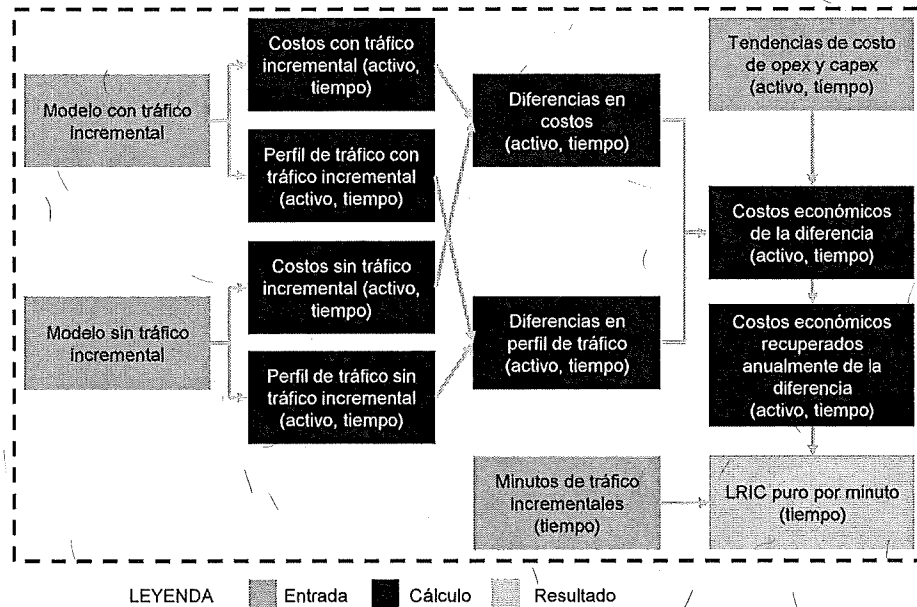 Modelo con tráfico
incremental
Modelo sin tráfico
incremental
Costos con tráfico
incremental (activo,
tiempo)
Perfil de tráfico con
tráfico incremental
(activo, tiempo)
Costos sin tráfico
incremental (activo,
tiempo)
Perfil de tráfico sin
tráfico incremental
(activo, tiempo)
Diferencias en
costos
(activo, tiempo)
Diferencias en
perfil de tráfico
(activo, tiempo)
Minutos de tráfico
incrementales
(tiempo)
Tendencias de costo
de opex y capex
(activo, tiempo)
Costos económicos
de la diferencia
(activo, tiempo)
Costos económicos
recuperados
anualmente de la
diferencia
(activo, tiempo)
LRIC puro por minuto
(tiempo)
LEYENDA
Entrada
Cálculo
Resultado